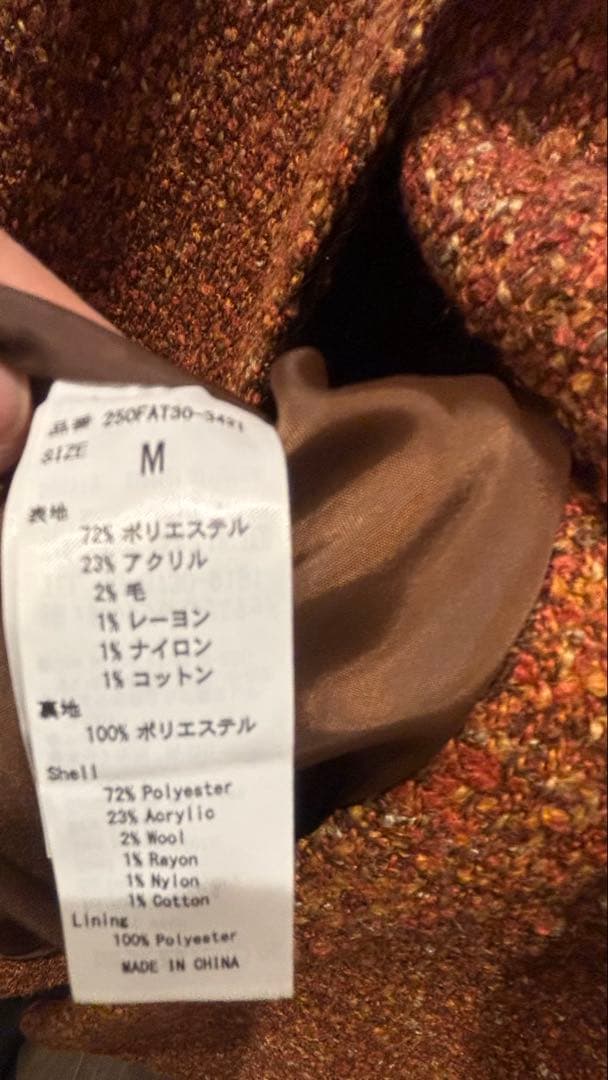 品番 250FAT30-3421
SIZE M
表地
72% ポリエステル
23% アクリル
2% 毛
1% レーヨン
1% ナイロン
1% コットン
裏地
100% ポリエステル
Shell
72% Polyester
23% Acrylic
2% Wool
1% Rayon
1% Nylon
1% Cotton
Lining
100% Polyester
MADE IN CHINA